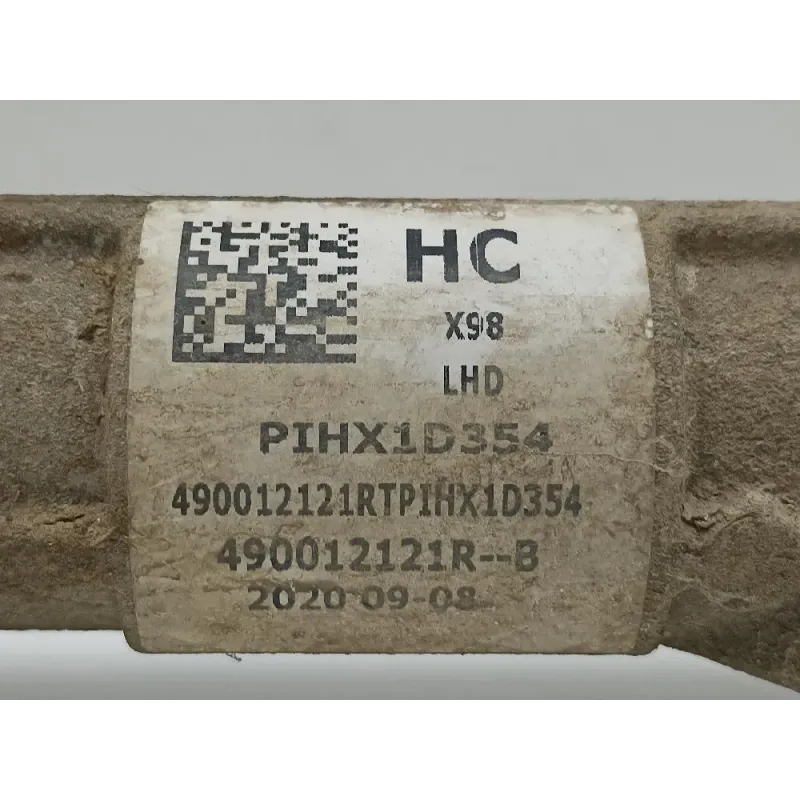 HC
X98
LHD
PIHX1D354
490012121RTPIHX1D354
490012121R--B
2020 09-08